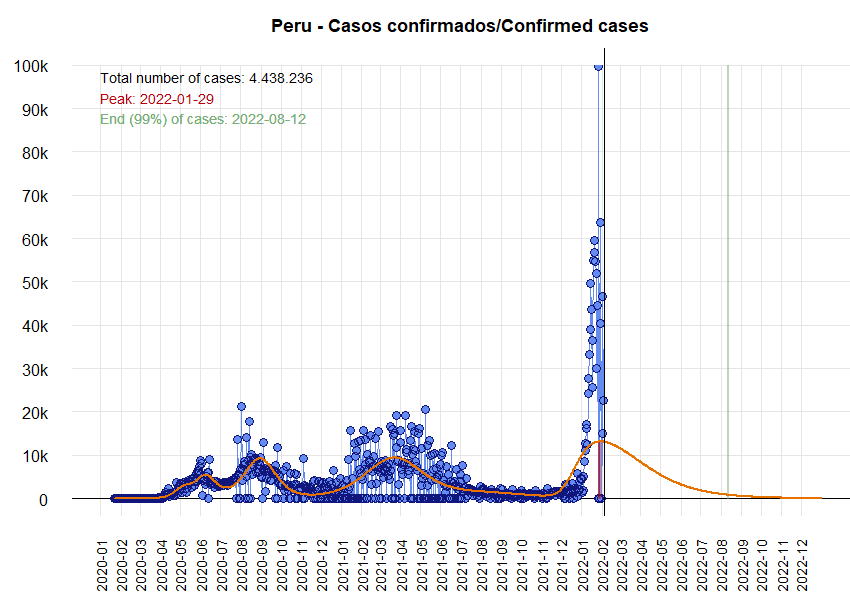 Peru - Casos confirmados/Confirmed cases
Total number of cases: 4.438.236
Peak: 2022-01-29
End (99%) of cases: 2022-08-12
100k
90k
80k
70k
60k
50k
40k
30k
20k
10k
0
2020-01
2020-02
2020-03
2020-04
2020-05
2020-06
2020-07
2020-08
2020-09
2020-10
2020-11
2020-12
2021-01
2021-02
2021-03
2021-04
2021-05
2021-06
2021-07
2021-08
2021-09
2021-10
2021-11
2021-12
2022-01
2022-02
2022-03
2022-04
2022-05
2022-06
2022-07
2022-08
2022-09
2022-10
2022-11
2022-12